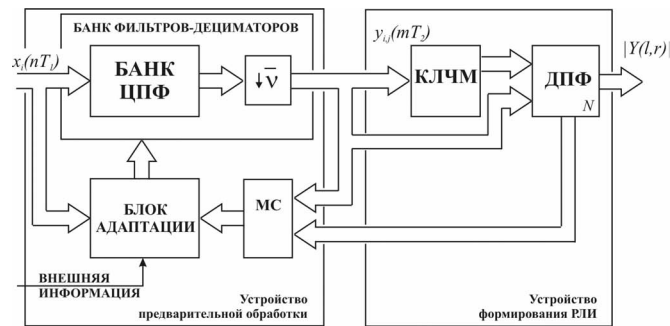 БАНК ФИЛЬТРОВ-ДЕЦИМАТОРОВ
x_i(nT_1)
БАНК
ЦПФ
↓ν̅
y_{i,j}(mT_2)
КЛЧМ
ДПФ
N
|Y(l,r)|
БЛОК
АДАПТАЦИИ
МС
ВНЕШНЯЯ
ИНФОРМАЦИЯ
Устройство
предварительной обработки
Устройство
формирования РЛИ